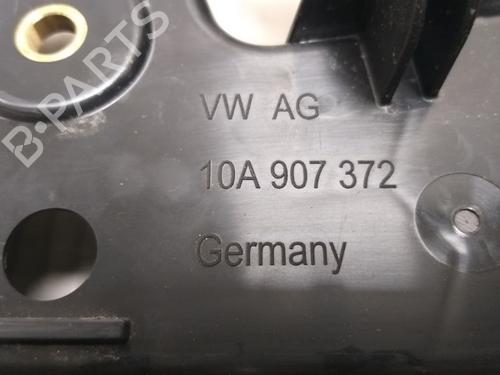 B-PARTS
VW AG
10A 907 372
Germany